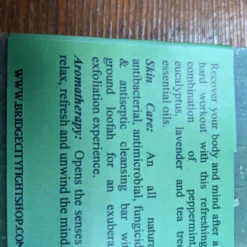 Recover your body and mind after a
hard workout with this refreshing
combination of peppermint,
eucalyptus, lavender and tea tree
essential oils.
Skin Care: An all natural
antibacterial, antimicrobial, fungicid
& antiseptic cleansing bar with
ground loofah for an exubera
exfoliation experience.
Aromatherapy: Opens the senses
relax, refresh and unwind the mind.
WWW.BRIDGECITYFIGHTSHOP.COM